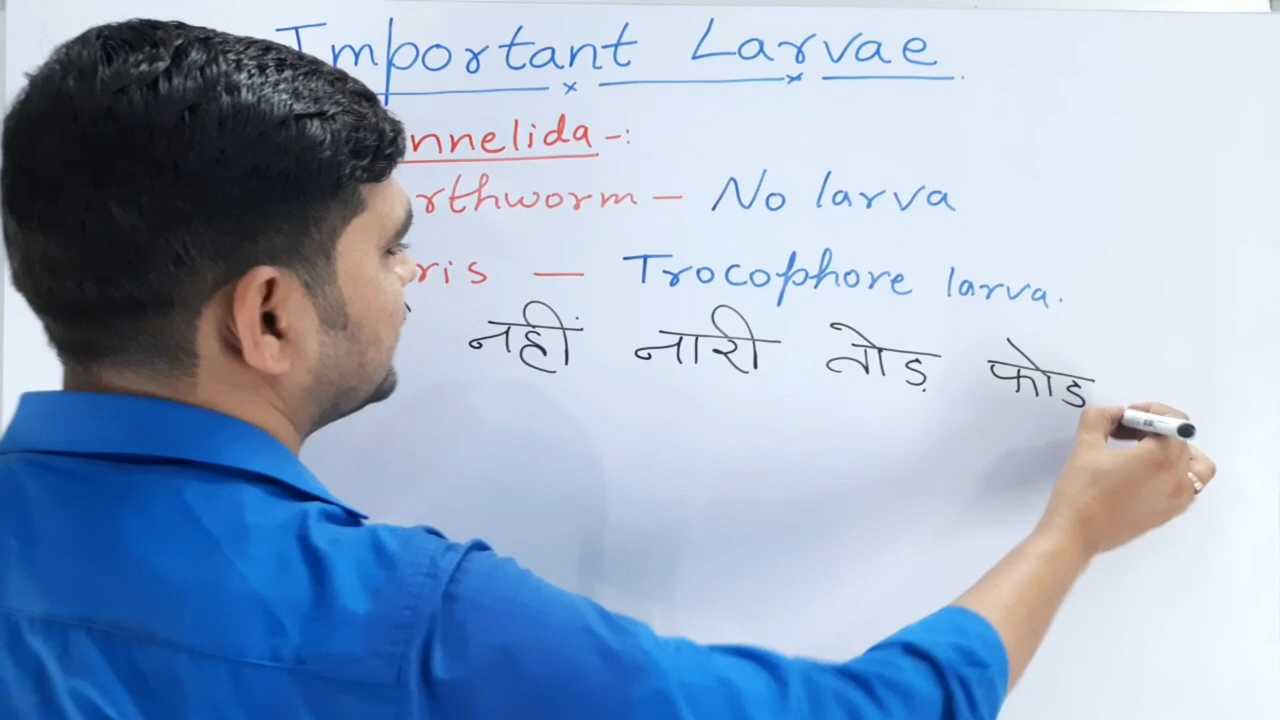 Important Larvae
nnelida -:
rthworm - No larva
ris - Trocophore larva.
नहीं नारी तोड़ फोड